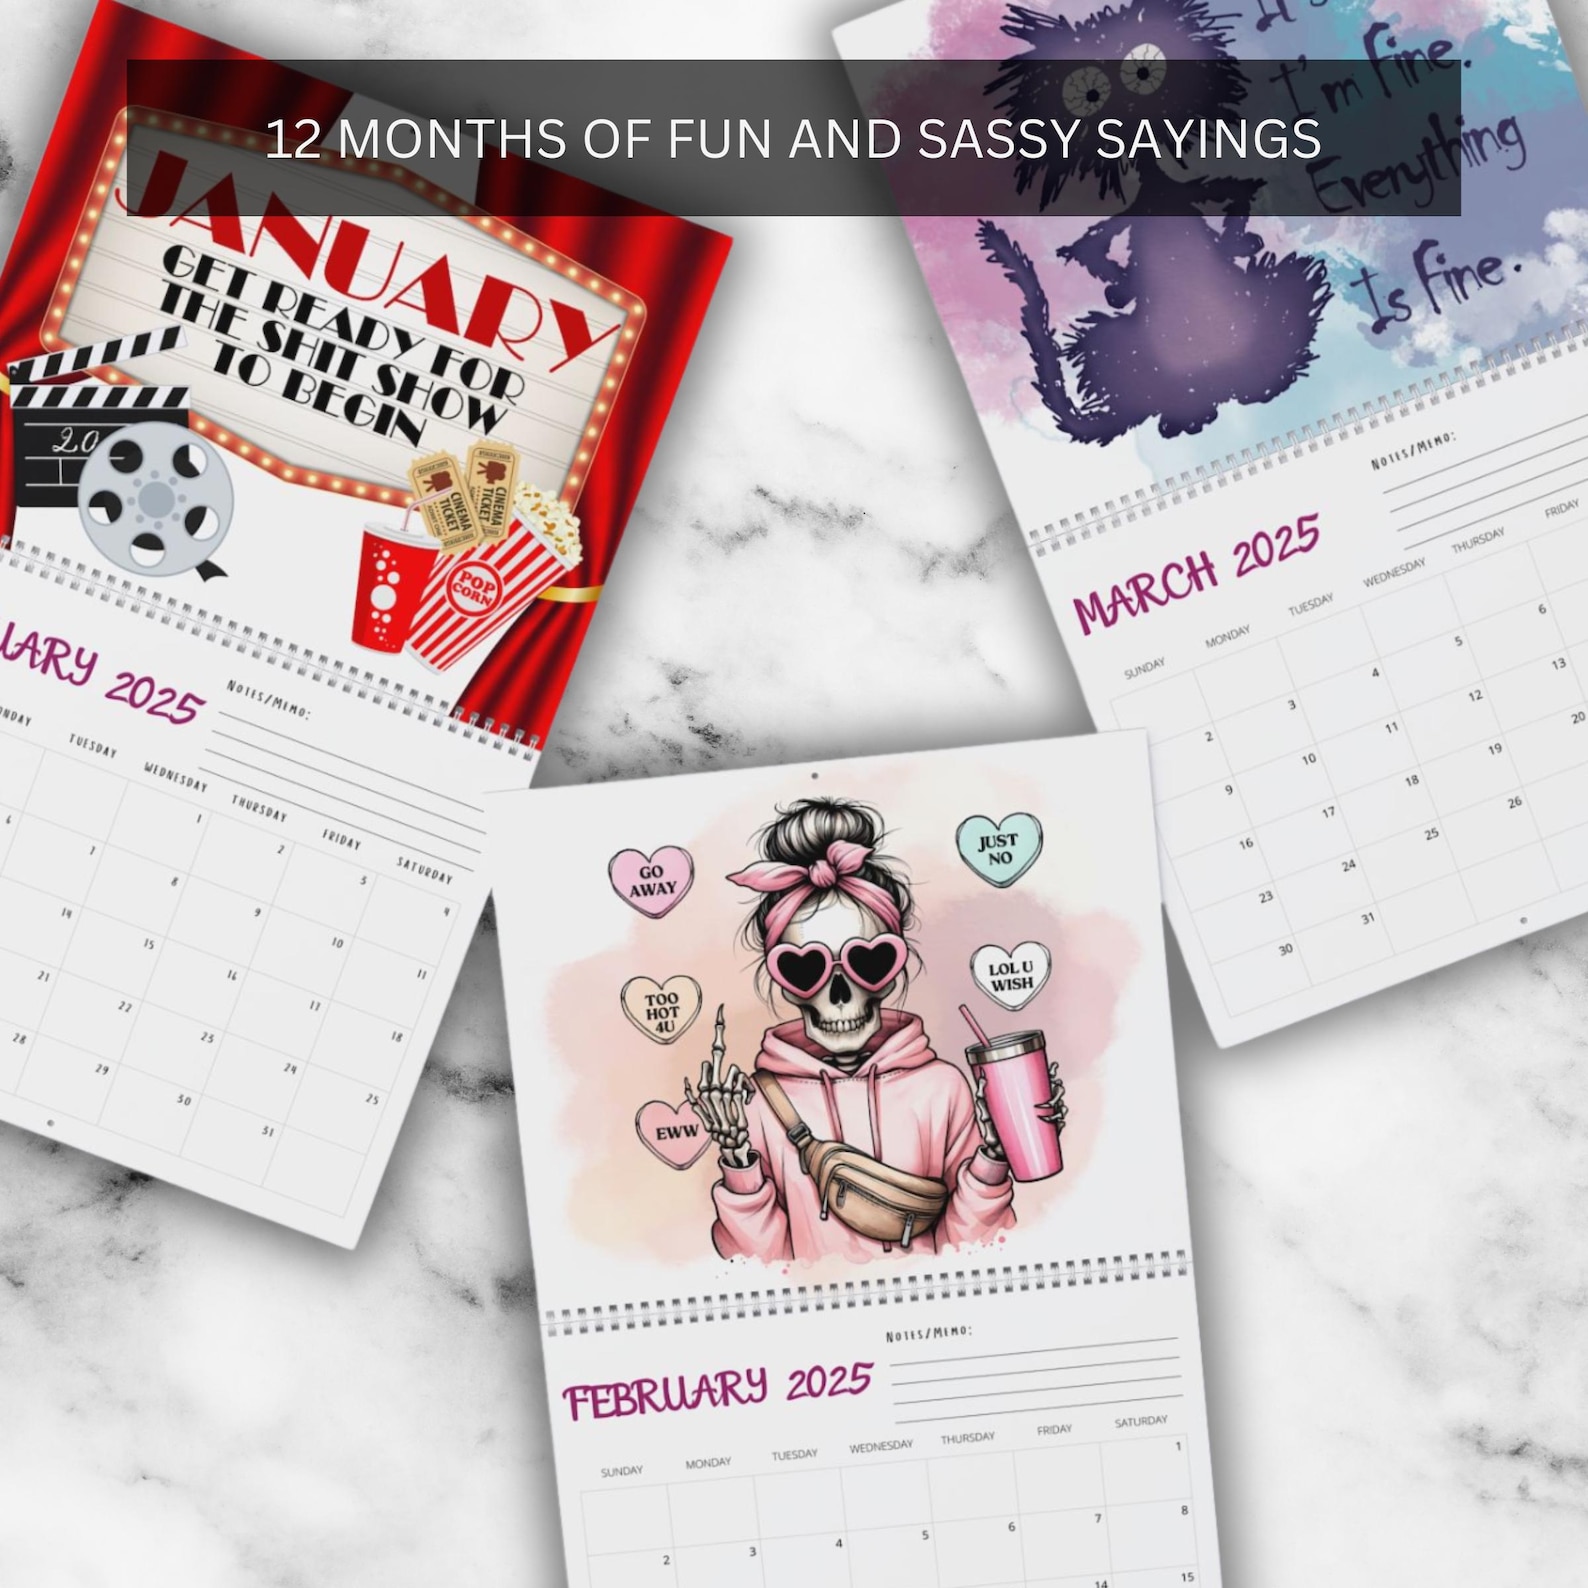 12 MONTHS OF FUN AND SASSY SAYINGS
JANUARY
GET READY FOR
THE SHIT SHOW
TO BEGIN
20
CINEMA
TICKET
CINEMA
TICKET
POP
CORN
UARY 2025
NOTES/MEMO:
NDAY TUESDAY WEDNESDAY THURSDAY FRIDAY SATURDAY
1 2 3 4
6 7 8 9 10 11
14 15 16 17 18
21 22 23 24 25
28 29 30 31
I'm fine.
Everything
Is fine.
NOTES/MEMO:
MARCH 2025
SUNDAY MONDAY TUESDAY WEDNESDAY THURSDAY FRIDAY
2 3 4 5 6
9 10 11 12 13
16 17 18 19 20
23 24 25 26
30 31
GO
AWAY
JUST
NO
TOO
HOT
4U
LOL U
WISH
EWW
NOTES/MEMO:
FEBRUARY 2025
SUNDAY MONDAY TUESDAY WEDNESDAY THURSDAY FRIDAY SATURDAY
1
2 3 4 5 6 7 8
14 15